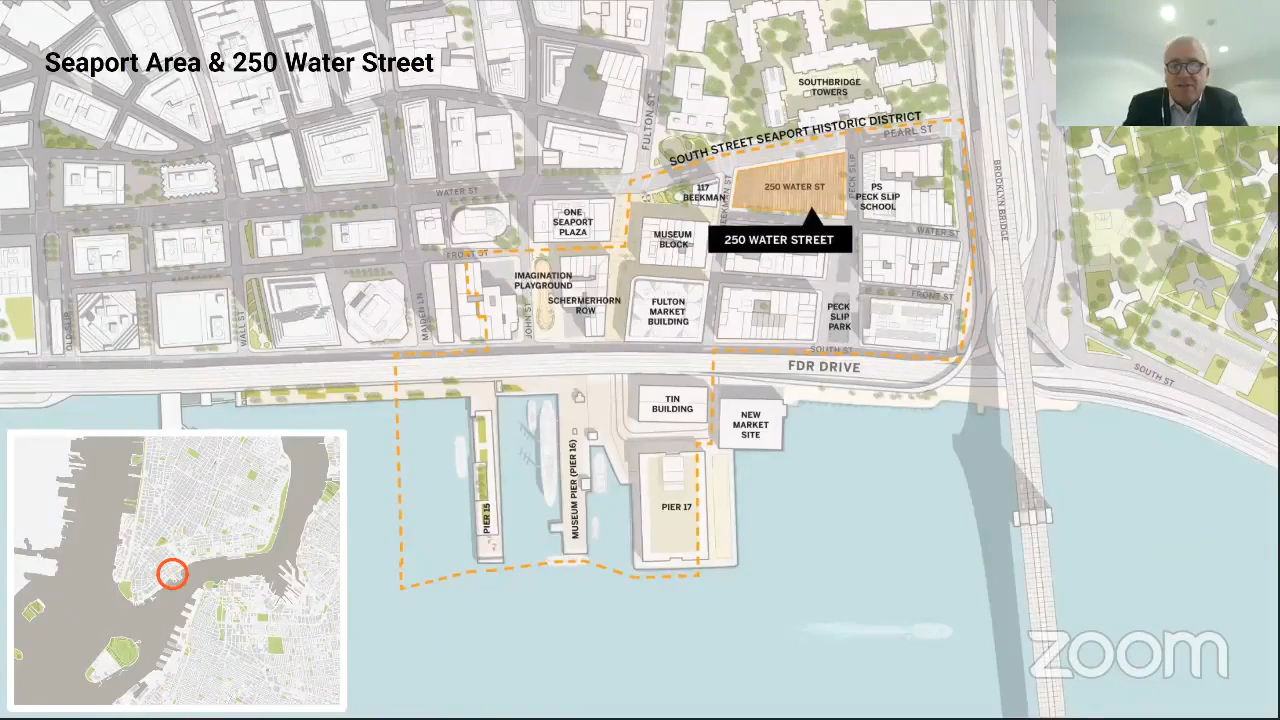 Seaport Area & 250 Water Street
SOUTHBRIDGE
TOWERS
SOUTH STREET SEAPORT HISTORIC DISTRICT
PEARL ST
FULTON ST
WATER ST
250 WATER ST
PECK SLIP
117
BEEKMAN
BEEKMAN ST
PS
PECK SLIP
SCHOOL
BROOKLYN BRIDGE
ONE
SEAPORT
PLAZA
MUSEUM
BLOCK
250 WATER STREET
WATER ST
FRONT ST
IMAGINATION
PLAYGROUND
SCHERMERHORN
ROW
FULTON
MARKET
BUILDING
PECK
SLIP
PARK
FRONT ST
OLD SLIP
WALL ST
MAIDEN LN
JOHN ST
SOUTH ST
FDR DRIVE
SOUTH ST
TIN
BUILDING
NEW
MARKET
SITE
PIER 15
MUSEUM PIER (PIER 16)
PIER 17
zoom